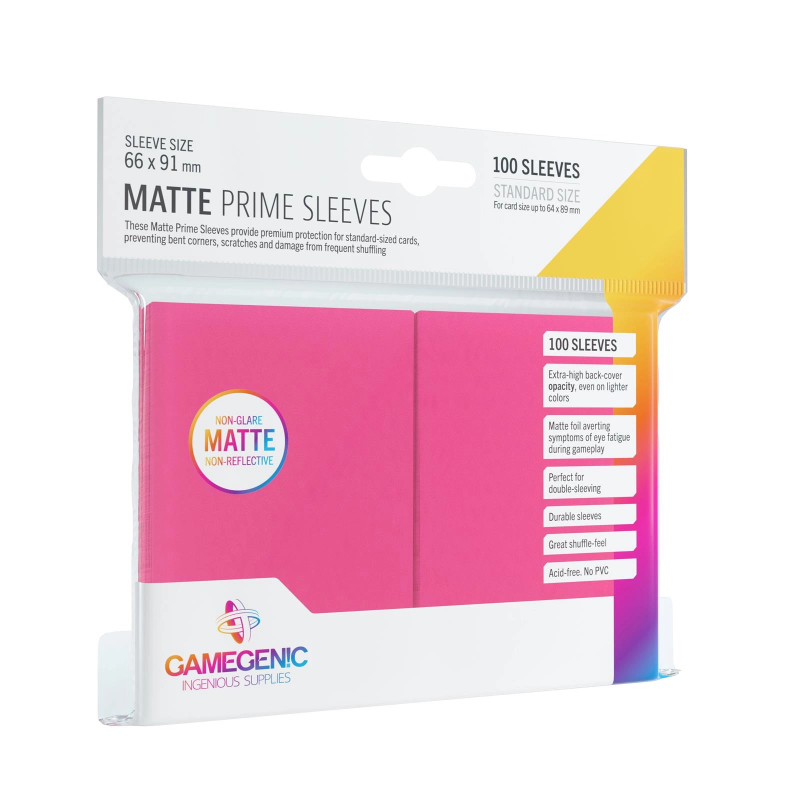 SLEEVE SIZE
66 x 91 mm
MATTE PRIME SLEEVES
These Matte Prime Sleeves provide premium protection for standard-sized cards,
preventing bent corners, scratches and damage from frequent shuffling
100 SLEEVES
STANDARD SIZE
For card size up to 64 x 89 mm
NON-GLARE
MATTE
NON-REFLECTIVE
100 SLEEVES
Extra-high back-cover
opacity, even on lighter
colors
Matte foil averting
symptoms of eye fatigue
during gameplay
Perfect for
double-sleeving
Durable sleeves
Great shuffle-feel
Acid-free. No PVC
GAMEGEN!C
INGENIOUS SUPPLIES